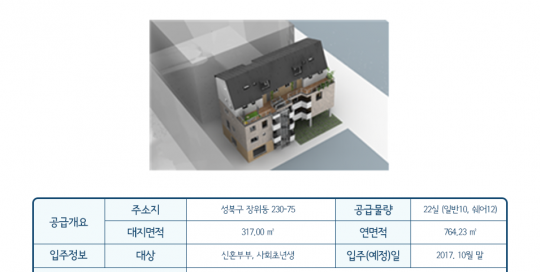 공급개요 주소지 성북구 장위동 230-75 공급물량 22실 (일반10, 쉐어12)
대지면적 317.00 ㎡ 연면적 764.23 ㎡
입주정보 대상 신혼부부, 사회초년생 입주(예정)일 2017. 10월 말